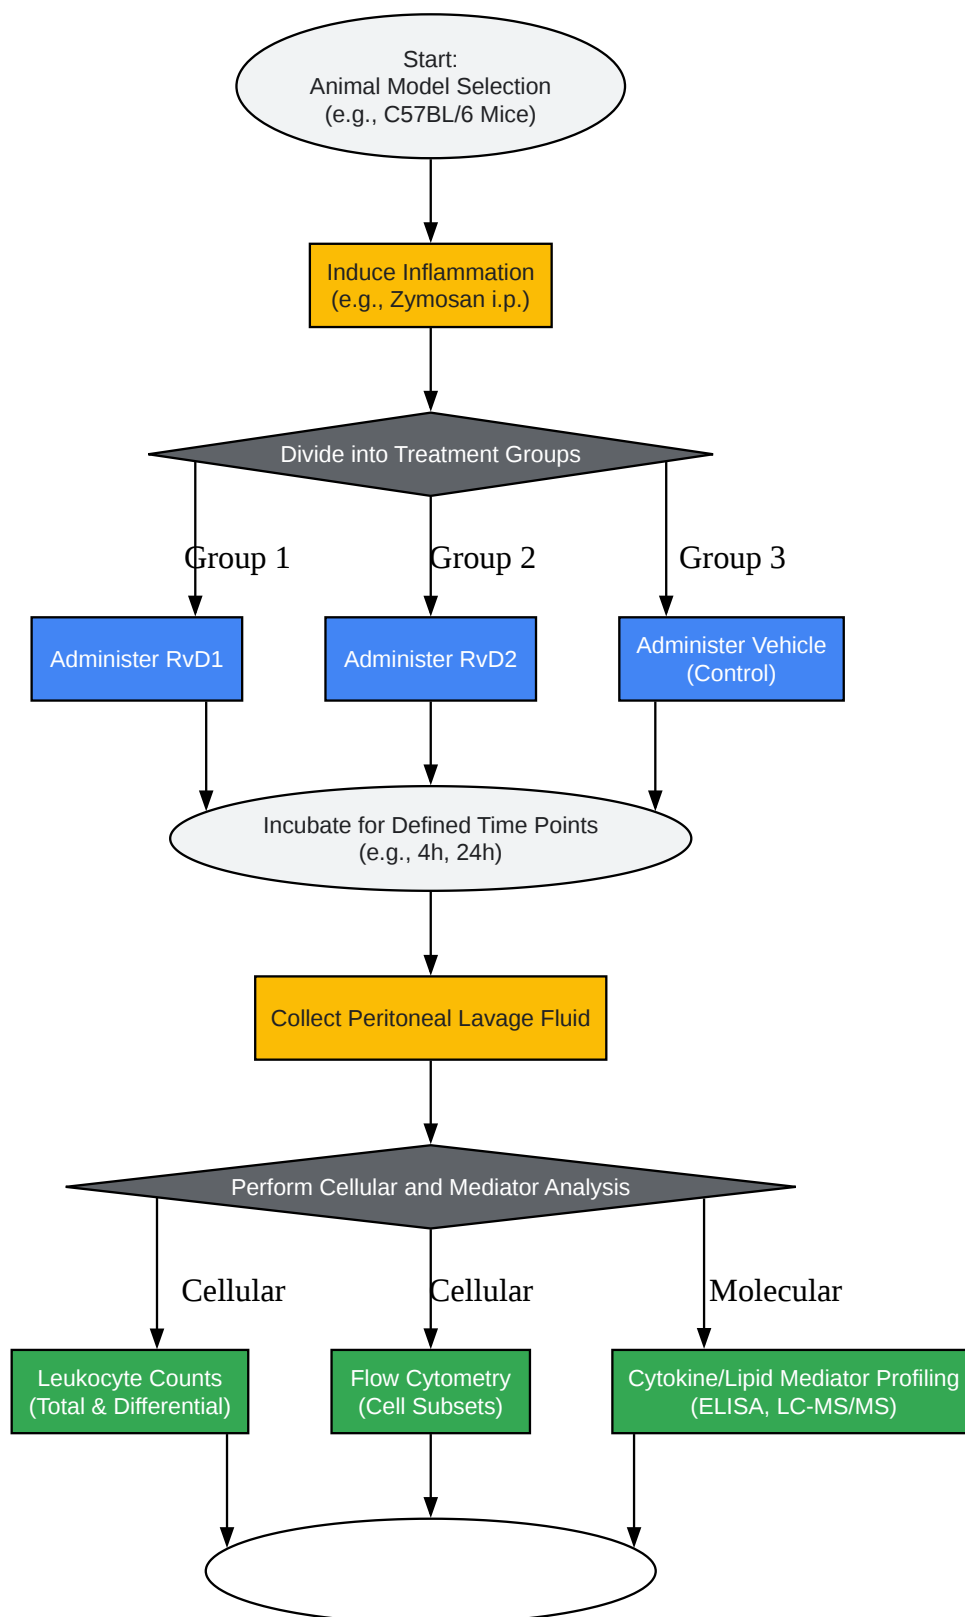 Start:
Animal Model Selection
(e.g., C57BL/6 Mice)
Induce Inflammation
(e.g., Zymosan i.p.)
Divide into Treatment Groups
Group 1
Group 2
Group 3
Administer RvD1
Administer RvD2
Administer Vehicle
(Control)
Incubate for Defined Time Points
(e.g., 4h, 24h)
Collect Peritoneal Lavage Fluid
Perform Cellular and Mediator Analysis
Cellular
Cellular
Molecular
Leukocyte Counts
(Total & Differential)
Flow Cytometry
(Cell Subsets)
Cytokine/Lipid Mediator Profiling
(ELISA, LC-MS/MS)